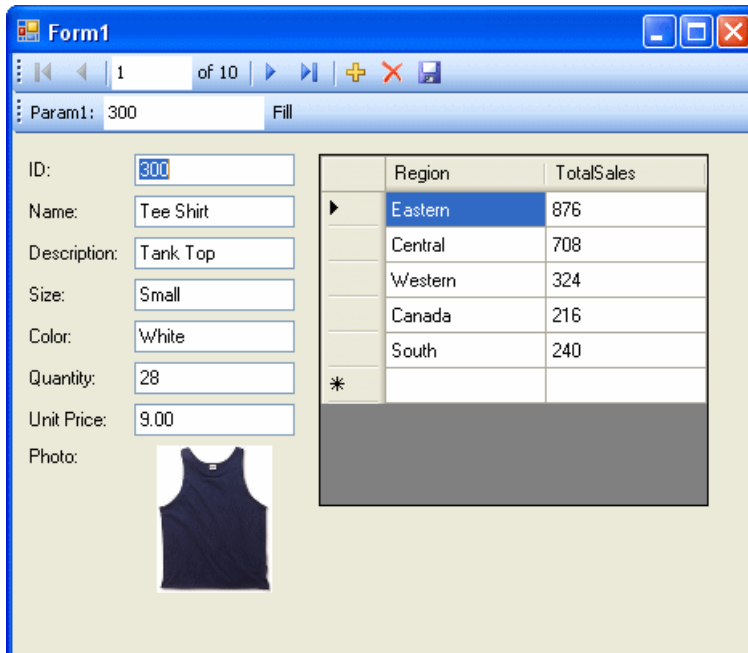 Form1
1 of 10
Param1: 300 Fill
ID: 300
Name: Tee Shirt
Description: Tank Top
Size: Small
Color: White
Quantity: 28
Unit Price: 9.00
Photo:
Region TotalSales
Eastern 876
Central 708
Western 324
Canada 216
South 240